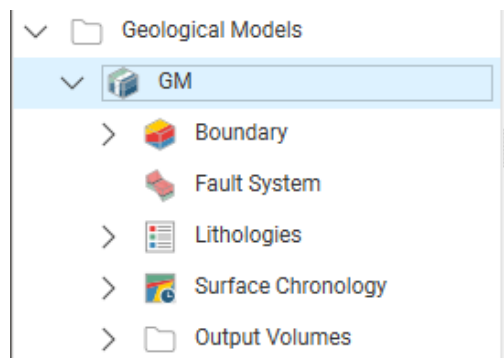 Geological Models
GM
Boundary
Fault System
Lithologies
Surface Chronology
Output Volumes